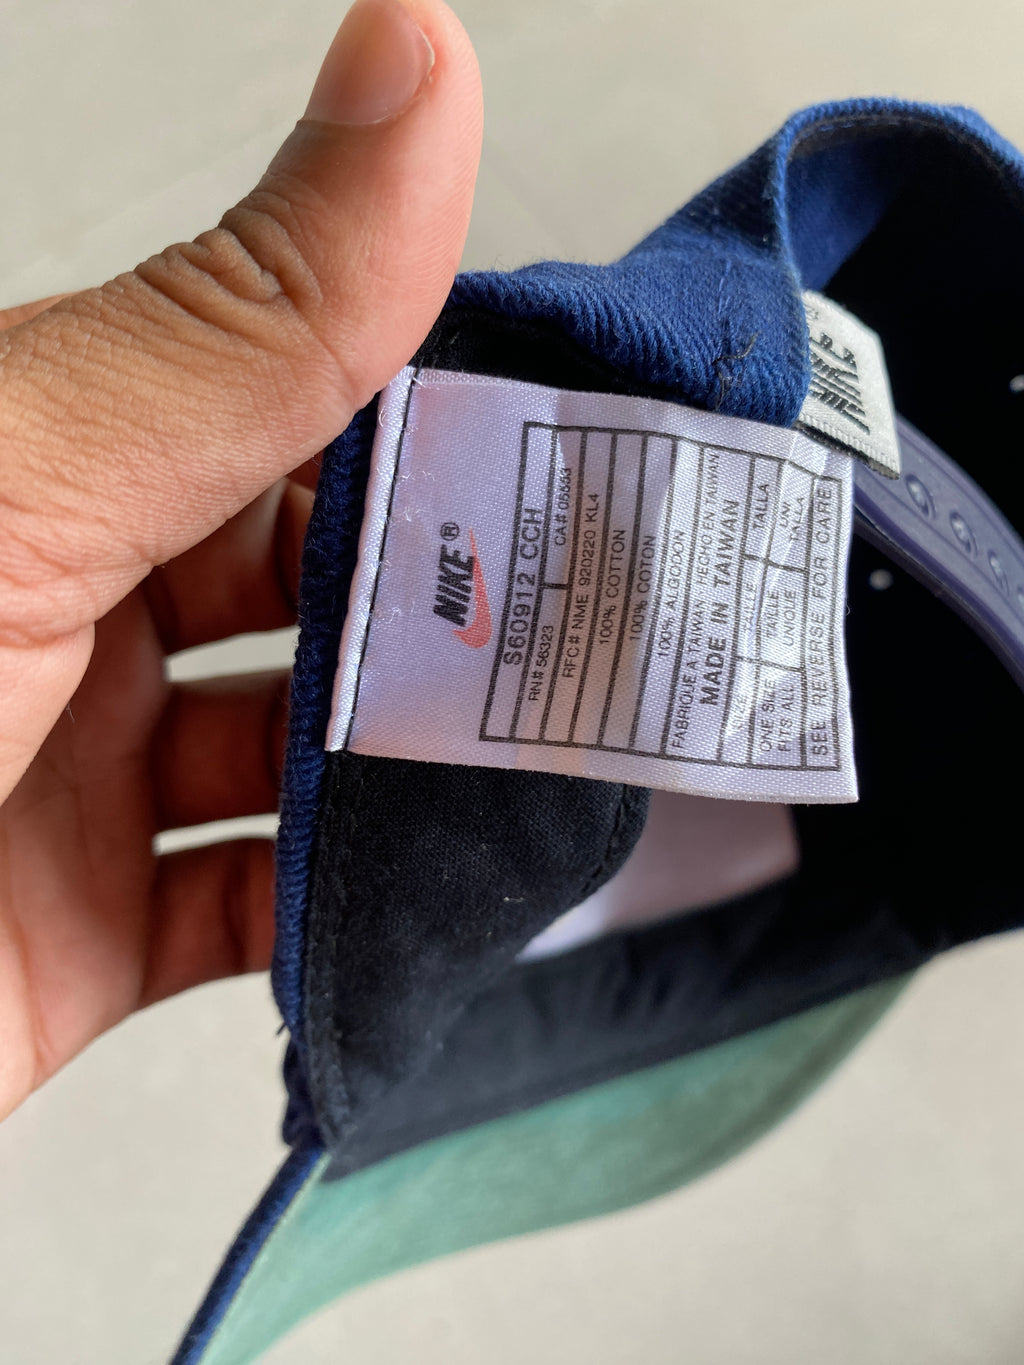 NIKE®
S60912 CCH
RN# 56323 CA# 05553
RFC# NME 920220 KL4
100% COTTON
100% COTON
100% ALGODON
FABRIQUE A TAIWAN HECHO EN TAIWAN
MADE IN TAIWAN
TAILLE TALLA
ONE SIZE TAILLE UNI
FITS ALL UNIQUE TALLA
SEE REVERSE FOR CARE
NIKE